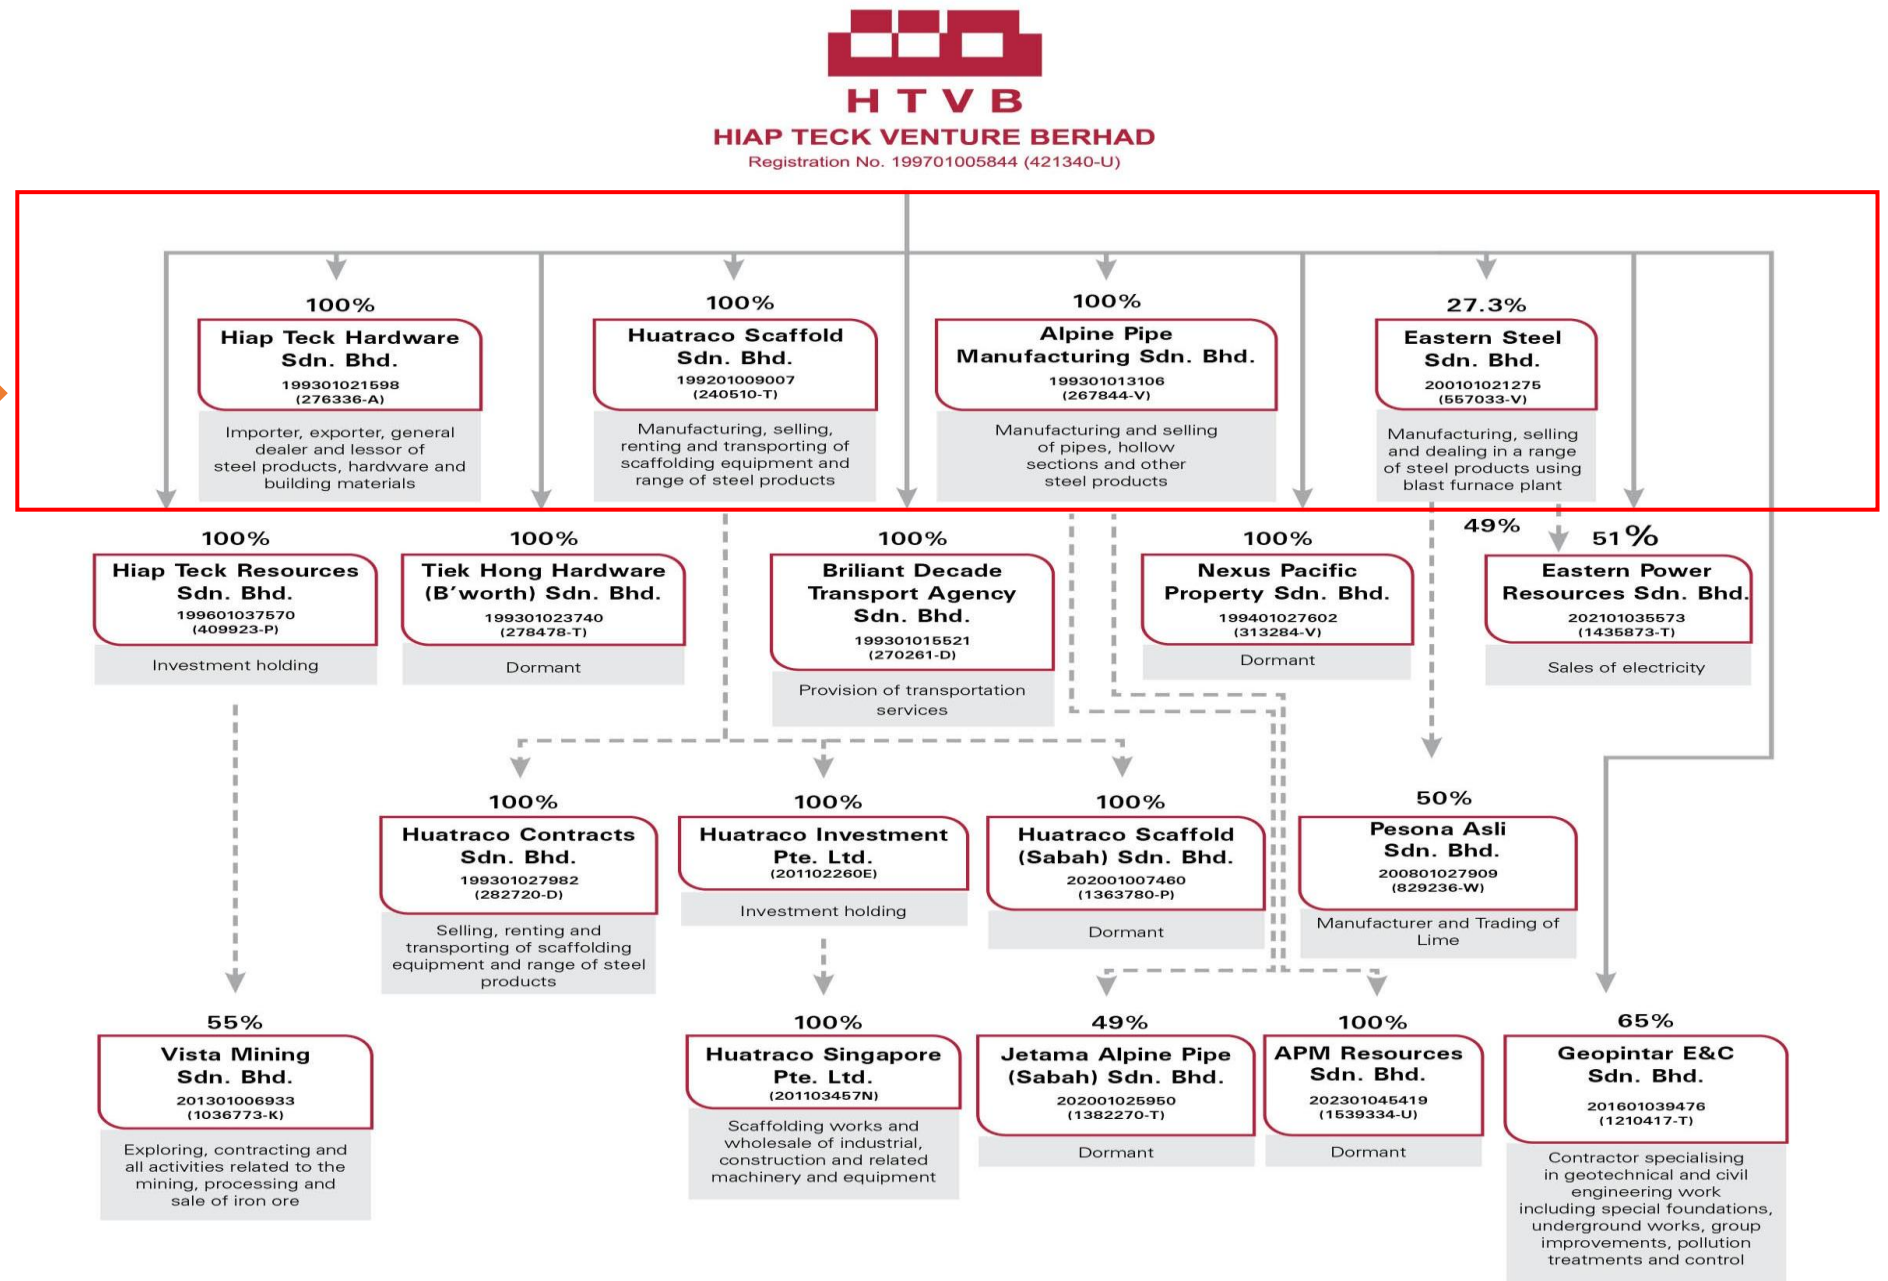 HTVB
HIAP TECK VENTURE BERHAD
Registration No. 199701005844 (421340-U)
100%
Hiap Teck Hardware
Sdn. Bhd.
199301021598
(276336-A)
Importer, exporter, general
dealer and lessor of
steel products, hardware and
building materials
100%
Huatraco Scaffold
Sdn. Bhd.
199201009007
(240510-T)
Manufacturing, selling,
renting and transporting of
scaffolding equipment and
range of steel products
100%
Alpine Pipe
Manufacturing Sdn. Bhd.
199301013106
(267844-V)
Manufacturing and selling
of pipes, hollow
sections and other
steel products
27.3%
Eastern Steel
Sdn. Bhd.
200101021275
(557033-V)
Manufacturing, selling
and dealing in a range
of steel products using
blast furnace plant
100%
Hiap Teck Resources
Sdn. Bhd.
199601037570
(409923-P)
Investment holding
100%
Tiek Hong Hardware
(B'worth) Sdn. Bhd.
199301023740
(278478-T)
Dormant
100%
Briliant Decade
Transport Agency
Sdn. Bhd.
199301015521
(270261-D)
Provision of transportation
services
100%
Nexus Pacific
Property Sdn. Bhd.
199401027602
(313284-V)
Dormant
49%
51%
Eastern Power
Resources Sdn. Bhd.
202101035573
(1435873-T)
Sales of electricity
100%
Huatraco Contracts
Sdn. Bhd.
199301027982
(282720-D)
Selling, renting and
transporting of scaffolding
equipment and range of steel
products
100%
Huatraco Investment
Pte. Ltd.
(201102260E)
Investment holding
100%
Huatraco Scaffold
(Sabah) Sdn. Bhd.
202001007460
(1363780-P)
Dormant
50%
Pesona Asli
Sdn. Bhd.
200801027909
(829236-W)
Manufacturer and Trading of
Lime
55%
Vista Mining
Sdn. Bhd.
201301006933
(1036773-K)
Exploring, contracting and
all activities related to the
mining, processing and
sale of iron ore
100%
Huatraco Singapore
Pte. Ltd.
(201103457N)
Scaffolding works and
wholesale of industrial,
construction and related
machinery and equipment
49%
Jetama Alpine Pipe
(Sabah) Sdn. Bhd.
202001025950
(1382270-T)
Dormant
100%
APM Resources
Sdn. Bhd.
202301045419
(1539334-U)
Dormant
65%
Geopintar E&C
Sdn. Bhd.
201601039476
(1210417-T)
Contractor specialising
in geotechnical and civil
engineering work
including special foundations,
underground works, group
improvements, pollution
treatments and control